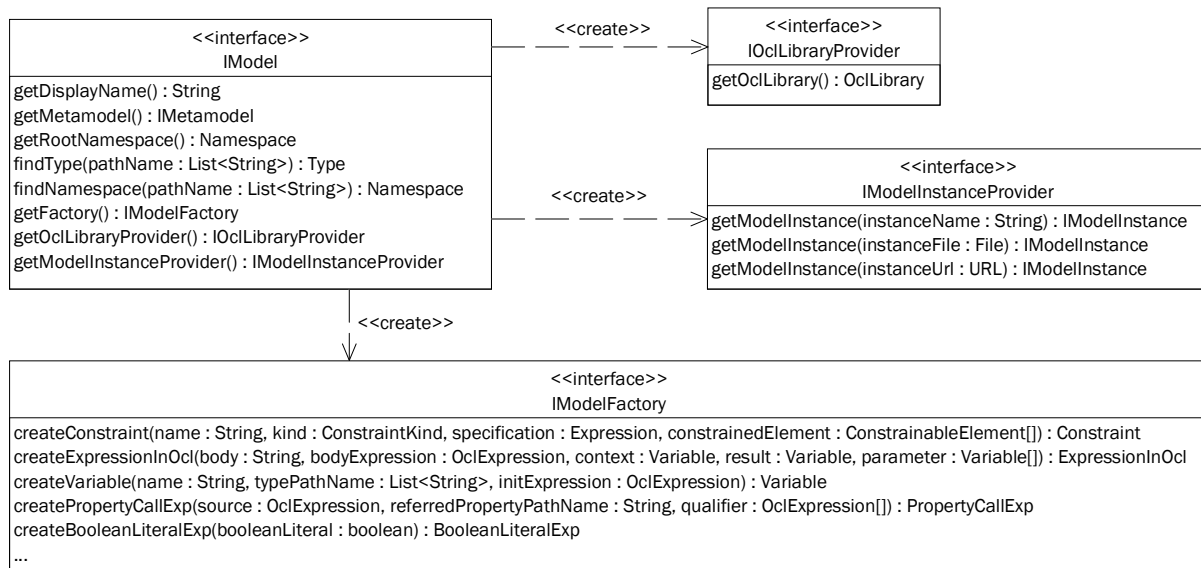 <<interface>>
IModel
getDisplayName() : String
getMetamodel() : IMetamodel
getRootNamespace() : Namespace
findType(pathName : List<String>) : Type
findNamespace(pathName : List<String>) : Namespace
getFactory() : IModelFactory
getOclLibraryProvider() : IOclLibraryProvider
getModelInstanceProvider() : IModelInstanceProvider
<<create>>
<<interface>>
IOclLibraryProvider
getOclLibrary() : OclLibrary
<<create>>
<<interface>>
IModelInstanceProvider
getModelInstance(instanceName : String) : IModelInstance
getModelInstance(instanceFile : File) : IModelInstance
getModelInstance(instanceUrl : URL) : IModelInstance
<<create>>
<<interface>>
IModelFactory
createConstraint(name : String, kind : ConstraintKind, specification : Expression, constrainedElement : ConstrainableElement[]) : Constraint
createExpressionInOcl(body : String, bodyExpression : OclExpression, context : Variable, result : Variable, parameter : Variable[]) : ExpressionInOcl
createVariable(name : String, typePathName : List<String>, initExpression : OclExpression) : Variable
createPropertyCallExp(source : OclExpression, referredPropertyPathName : String, qualifier : OclExpression[]) : PropertyCallExp
createBooleanLiteralExp(booleanLiteral : boolean) : BooleanLiteralExp
...